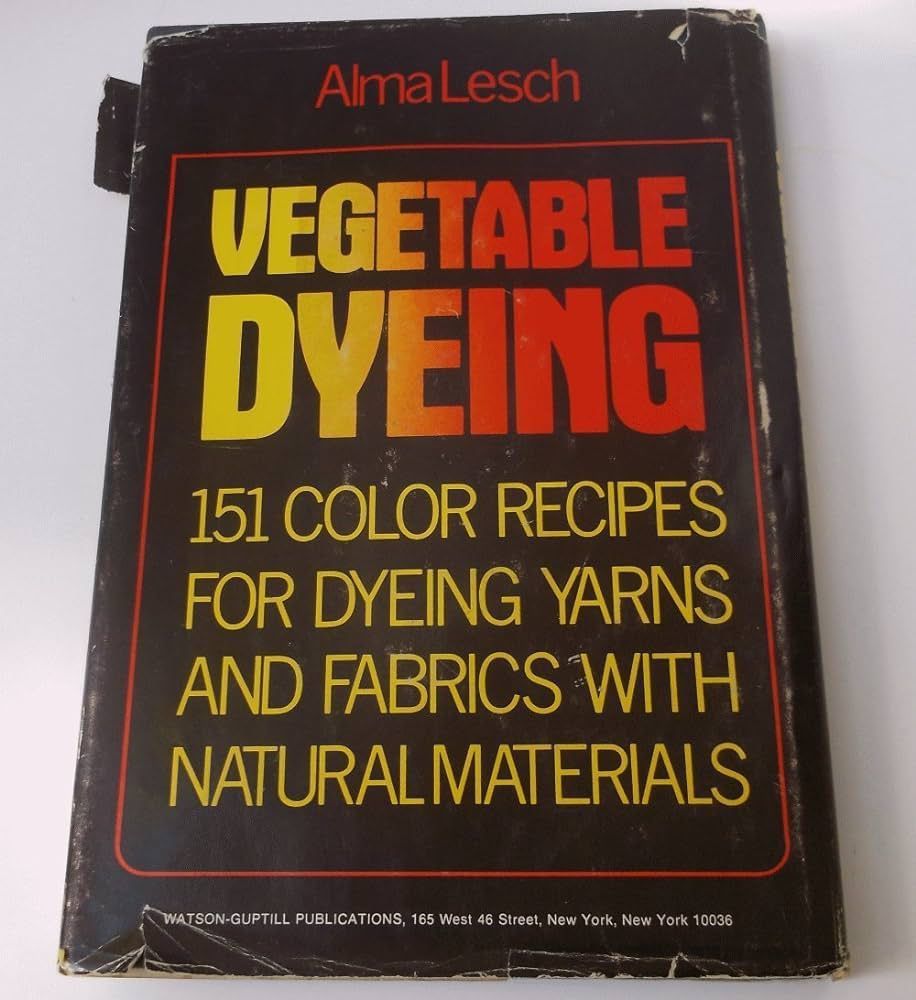 Alma Lesch
VEGETABLE
DYEING
151 COLOR RECIPES
FOR DYEING YARNS
AND FABRICS WITH
NATURAL MATERIALS
WATSON-GUPTILL PUBLICATIONS, 165 West 46 Street, New York, New York 10036